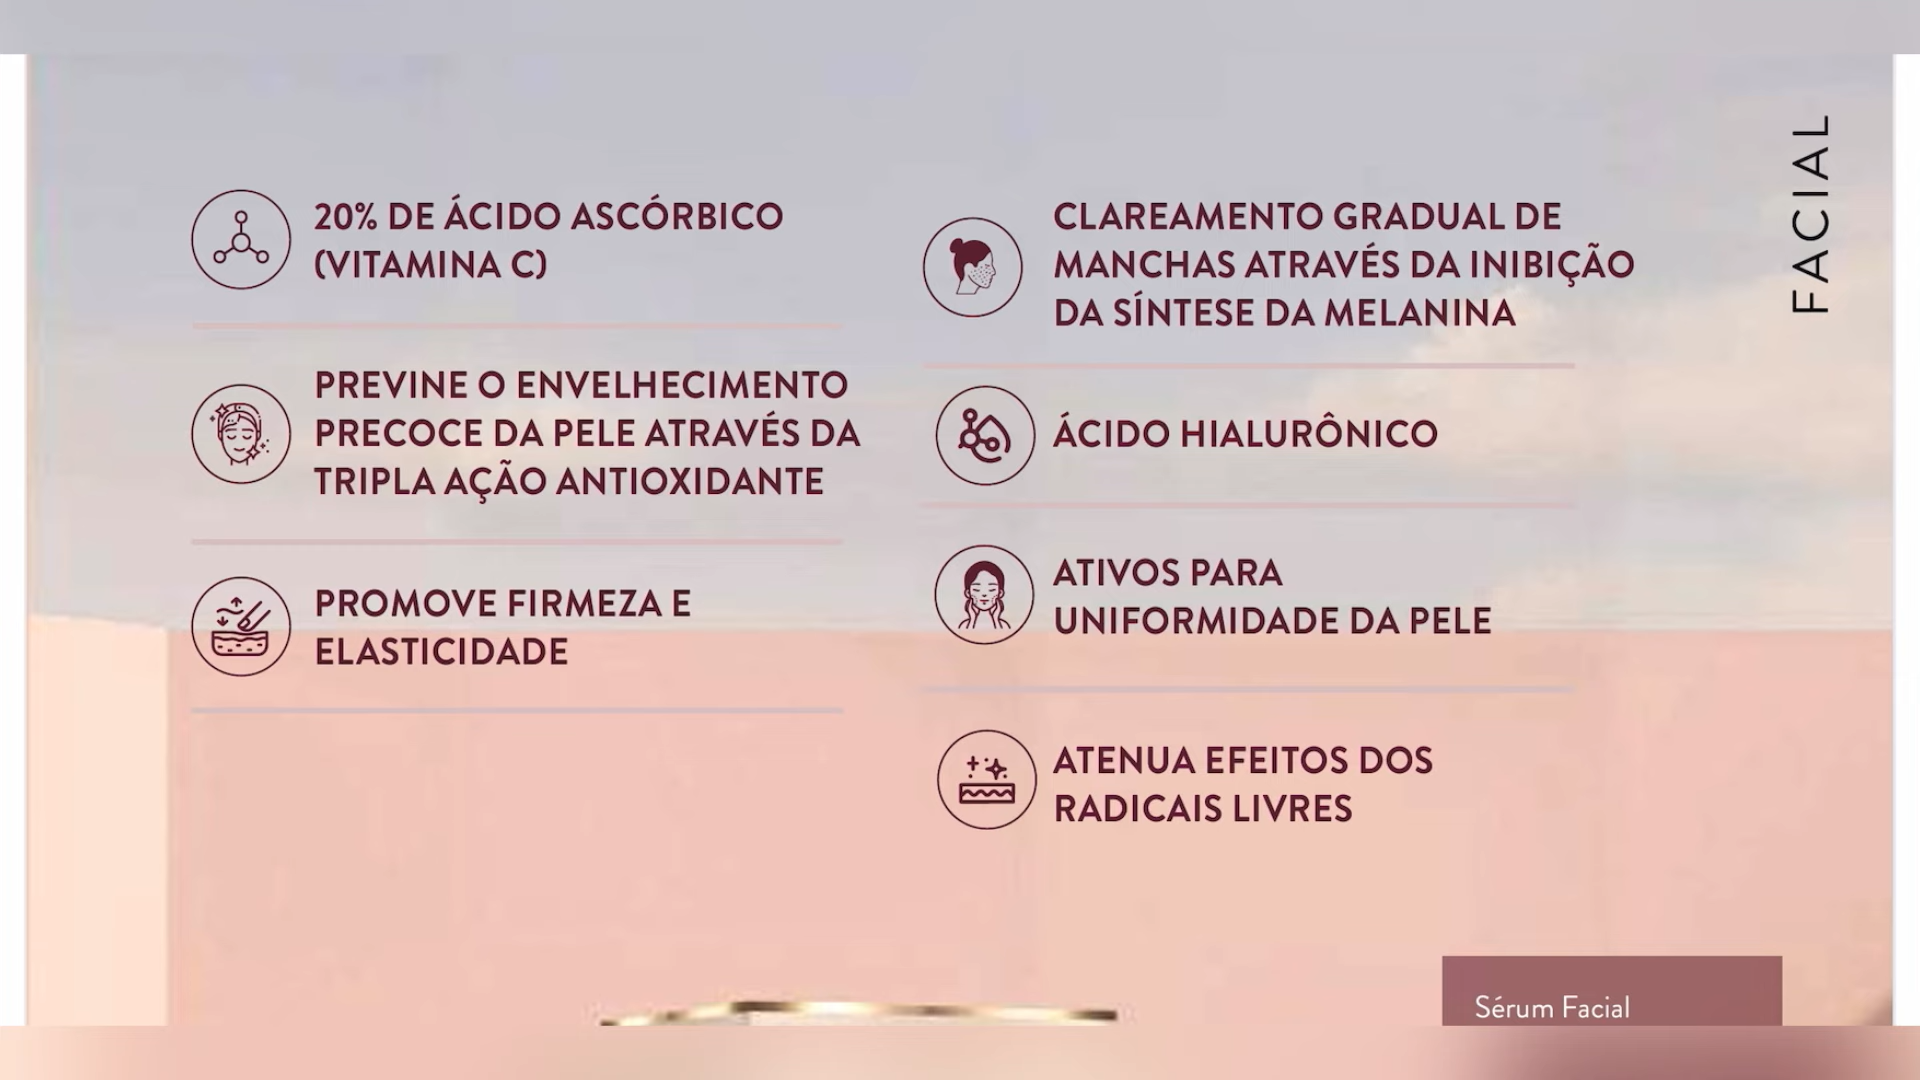 20% DE ÁCIDO ASCÓRBICO
(VITAMINA C)
PREVINE O ENVELHECIMENTO
PRECOCE DA PELE ATRAVÉS DA
TRIPLA AÇÃO ANTIOXIDANTE
PROMOVE FIRMEZA E
ELASTICIDADE
CLAREAMENTO GRADUAL DE
MANCHAS ATRAVÉS DA INIBIÇÃO
DA SÍNTESE DA MELANINA
ÁCIDO HIALURÔNICO
ATIVOS PARA
UNIFORMIDADE DA PELE
ATENUA EFEITOS DOS
RADICAIS LIVRES
FACIAL
Sérum Facial